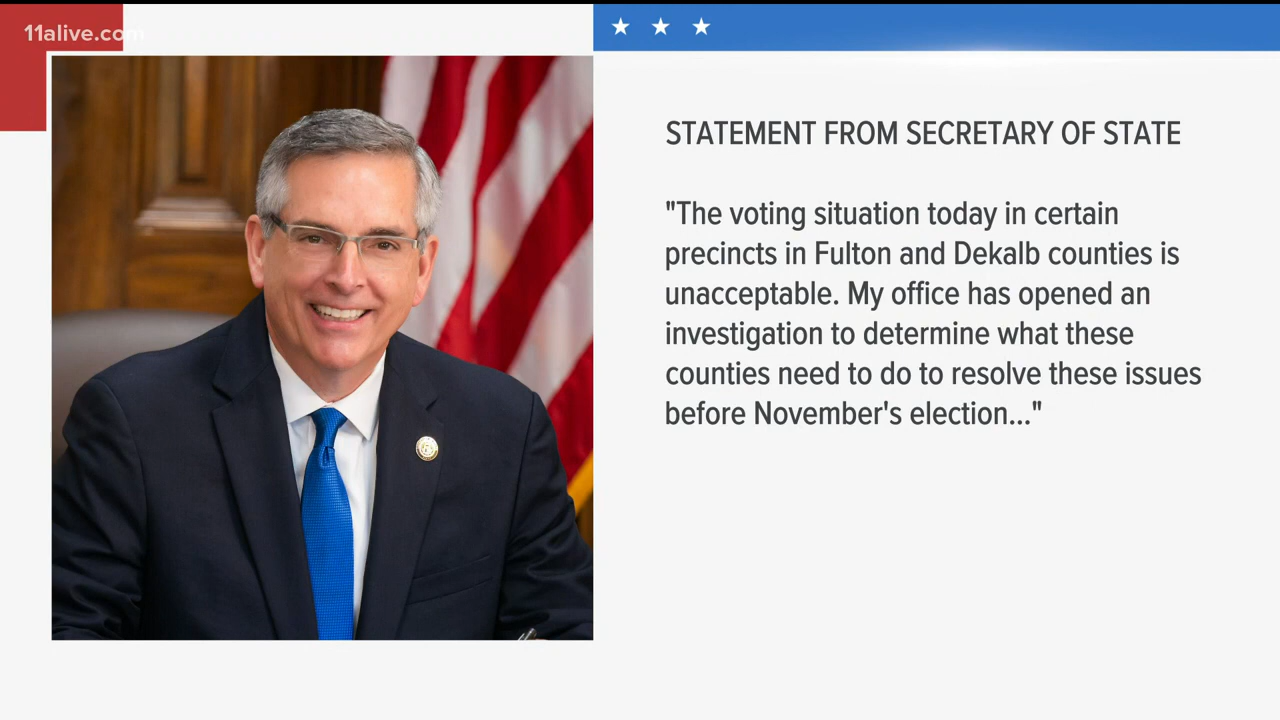 11alive.com
STATEMENT FROM SECRETARY OF STATE
"The voting situation today in certain
precincts in Fulton and Dekalb counties is
unacceptable. My office has opened an
investigation to determine what these
counties need to do to resolve these issues
before November's election..."